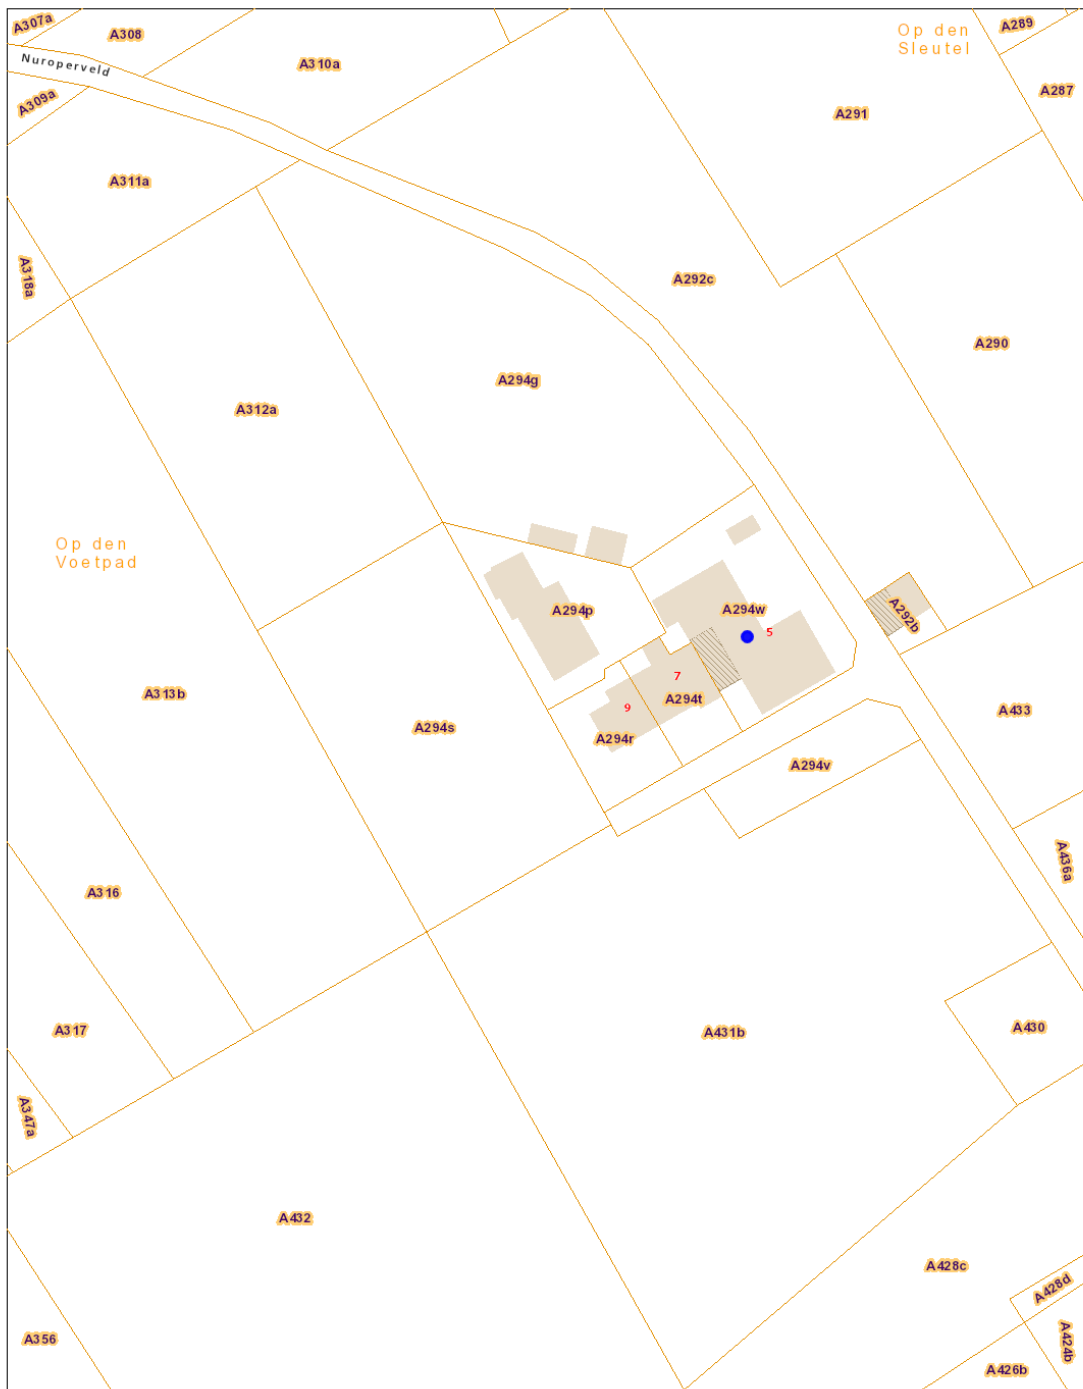 A307a
A308
A289
Op den
Sleutel
Nuroperveld
A310a
A309a
A287
A291
A311a
A318a
A292c
A290
A294g
A312a
Op den
Voetpad
A294p
A294w
A292b
5
7
A313b
A294t
9
A294s
A294r
A433
A294v
A436a
A316
A317
A431b
A430
A347a
A432
A428c
A428d
A356
A424b
A426b